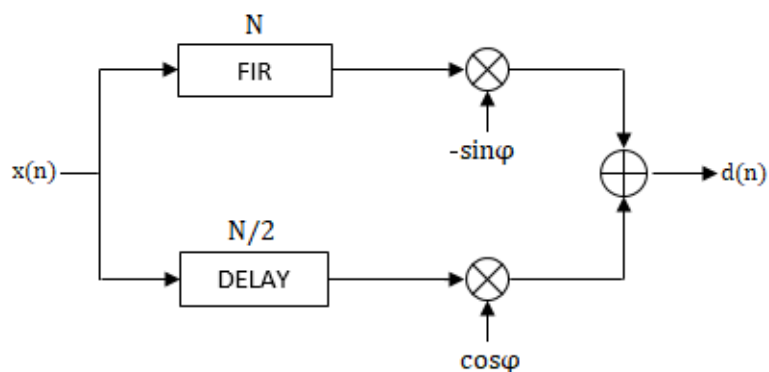 N
FIR
-sinφ
x(n)
d(n)
N/2
DELAY
cosφ